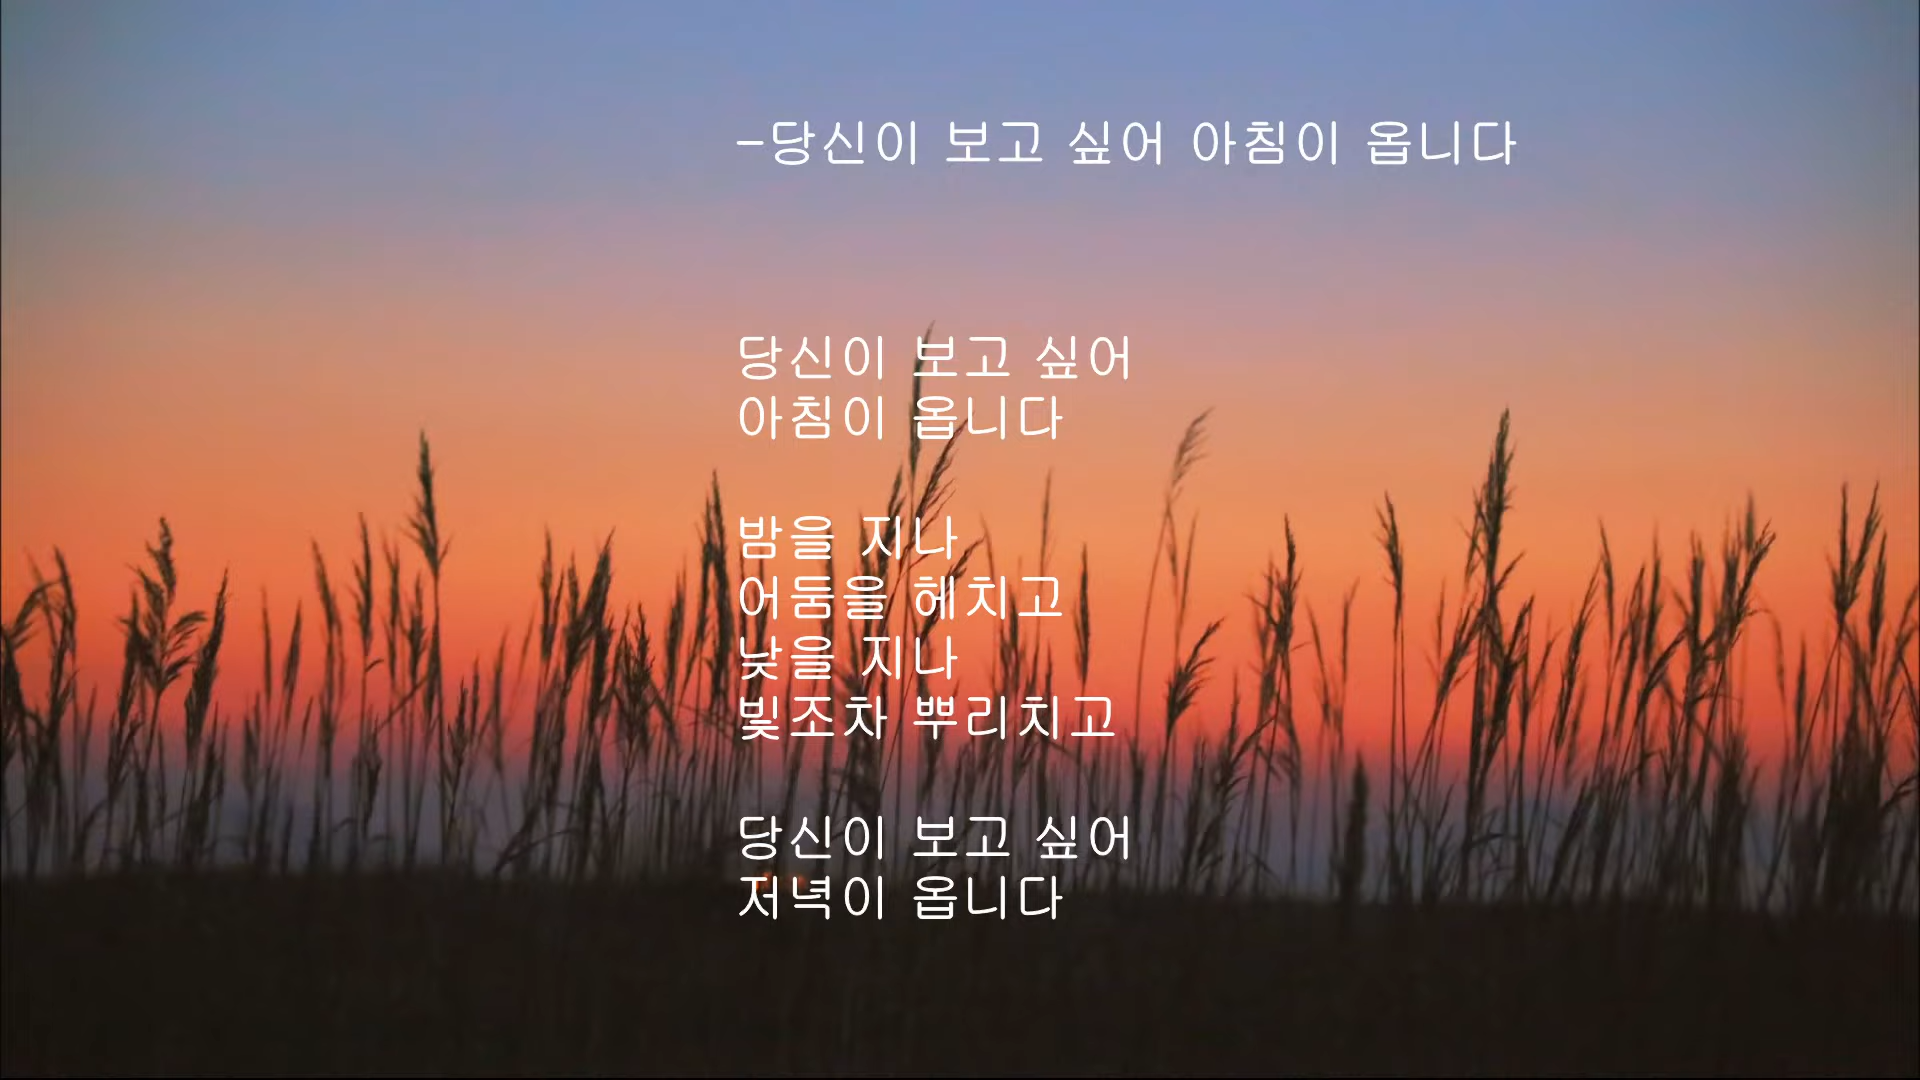 -당신이 보고 싶어 아침이 옵니다
당신이 보고 싶어
아침이 옵니다
밤을 지나
어둠을 헤치고
낮을 지나
빛조차 뿌리치고
당신이 보고 싶어
저녁이 옵니다